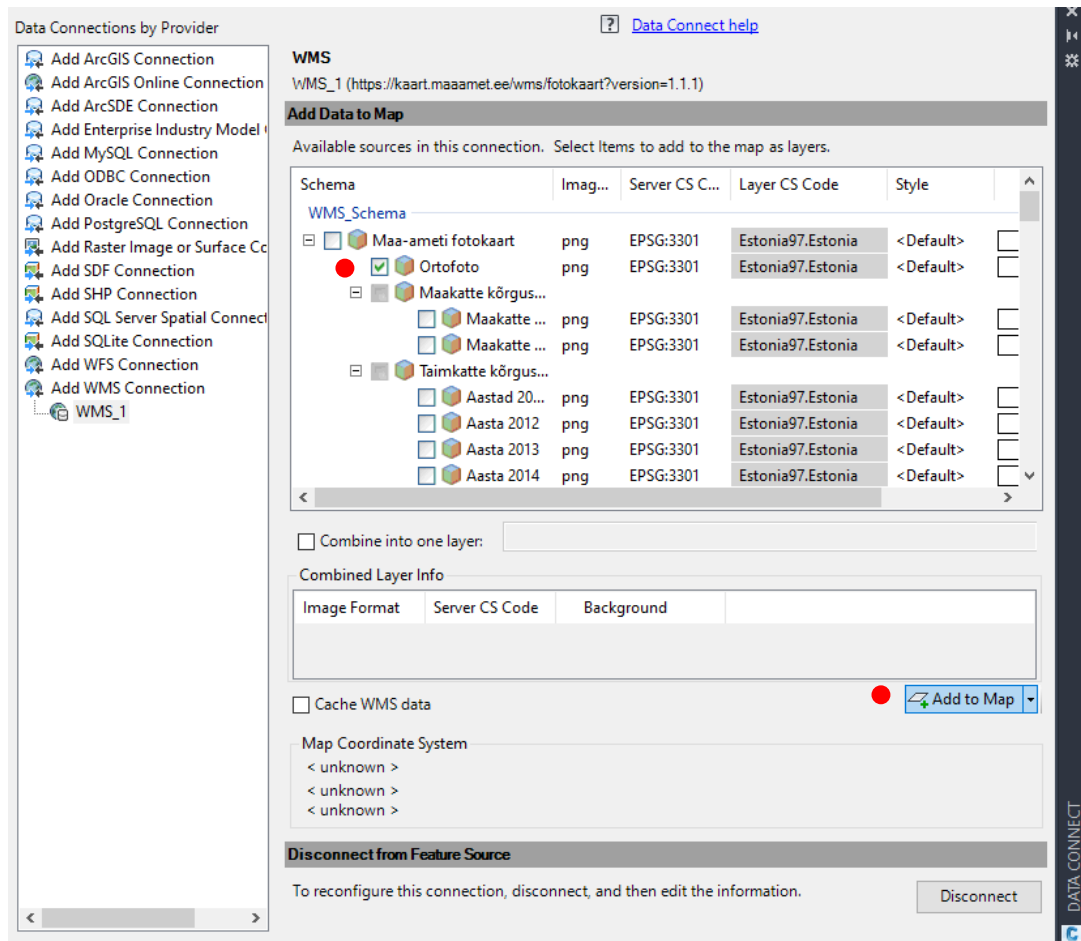 Data Connections by Provider
Add ArcGIS Connection
Add ArcGIS Online Connection
Add ArcSDE Connection
Add Enterprise Industry Model
Add MySQL Connection
Add ODBC Connection
Add Oracle Connection
Add PostgreSQL Connection
Add Raster Image or Surface Cc
Add SDF Connection
Add SHP Connection
Add SQL Server Spatial Connect
Add SQLite Connection
Add WFS Connection
Add WMS Connection
WMS_1
? Data Connect help
WMS
WMS_1 (https://kaart.maaamet.ee/wms/fotokaart?version=1.1.1)
Add Data to Map
Available sources in this connection. Select Items to add to the map as layers.
Schema Imag... Server CS C... Layer CS Code Style
WMS_Schema
Maa-ameti fotokaart png EPSG:3301 Estonia97.Estonia <Default>
Ortofoto png EPSG:3301 Estonia97.Estonia <Default>
Maakatte kõrgus...
Maakatte ... png EPSG:3301 Estonia97.Estonia <Default>
Maakatte ... png EPSG:3301 Estonia97.Estonia <Default>
Taimkatte kõrgus...
Aastad 20... png EPSG:3301 Estonia97.Estonia <Default>
Aasta 2012 png EPSG:3301 Estonia97.Estonia <Default>
Aasta 2013 png EPSG:3301 Estonia97.Estonia <Default>
Aasta 2014 png EPSG:3301 Estonia97.Estonia <Default>
Combine into one layer:
Combined Layer Info
Image Format Server CS Code Background
Cache WMS data
Add to Map
Map Coordinate System
< unknown >
< unknown >
< unknown >
Disconnect from Feature Source
To reconfigure this connection, disconnect, and then edit the information.
Disconnect
DATA CONNECT
C